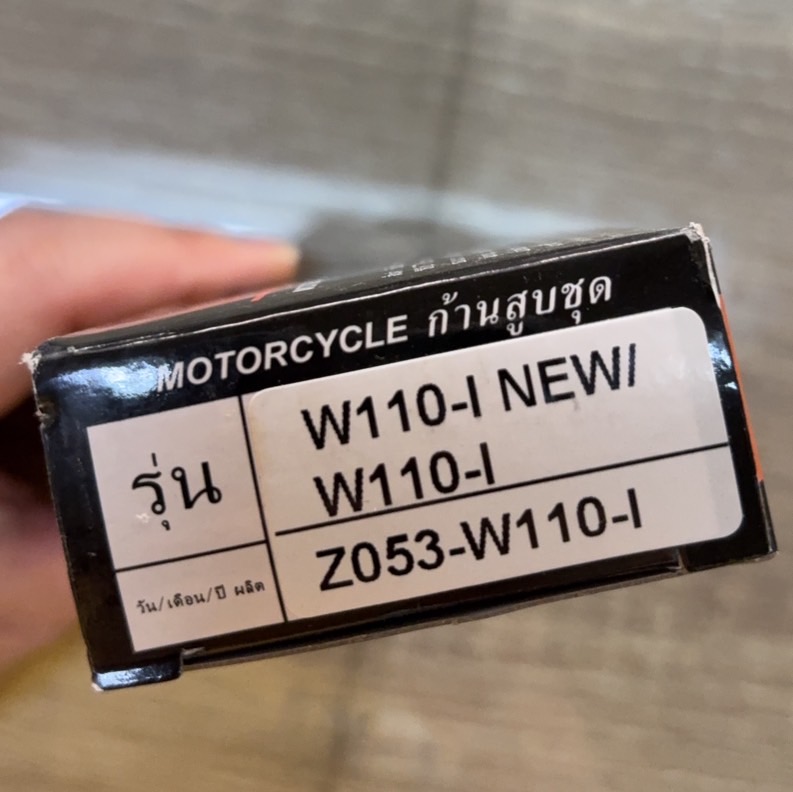 MOTORCYCLE ก้านสูบชุด
รุ่น
W110-I NEW/
W110-I
วัน/เดือน/ปี ผลิต
Z053-W110-I